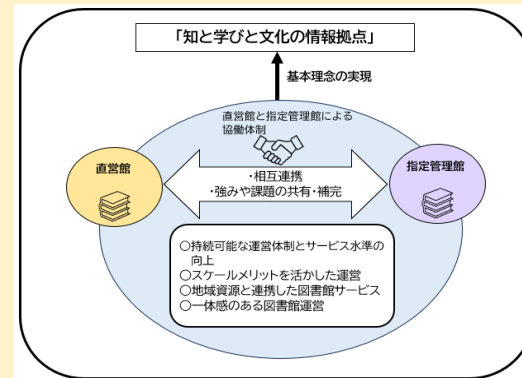 「知と学びと文化の情報拠点」
基本理念の実現
直営館と指定管理館による
協働体制
直営館
指定管理館
・相互連携
・強みや課題の共有・補完
○持続可能な運営体制とサービス水準の
向上
○スケールメリットを活かした運営
○地域資源と連携した図書館サービス
○一体感のある図書館運営